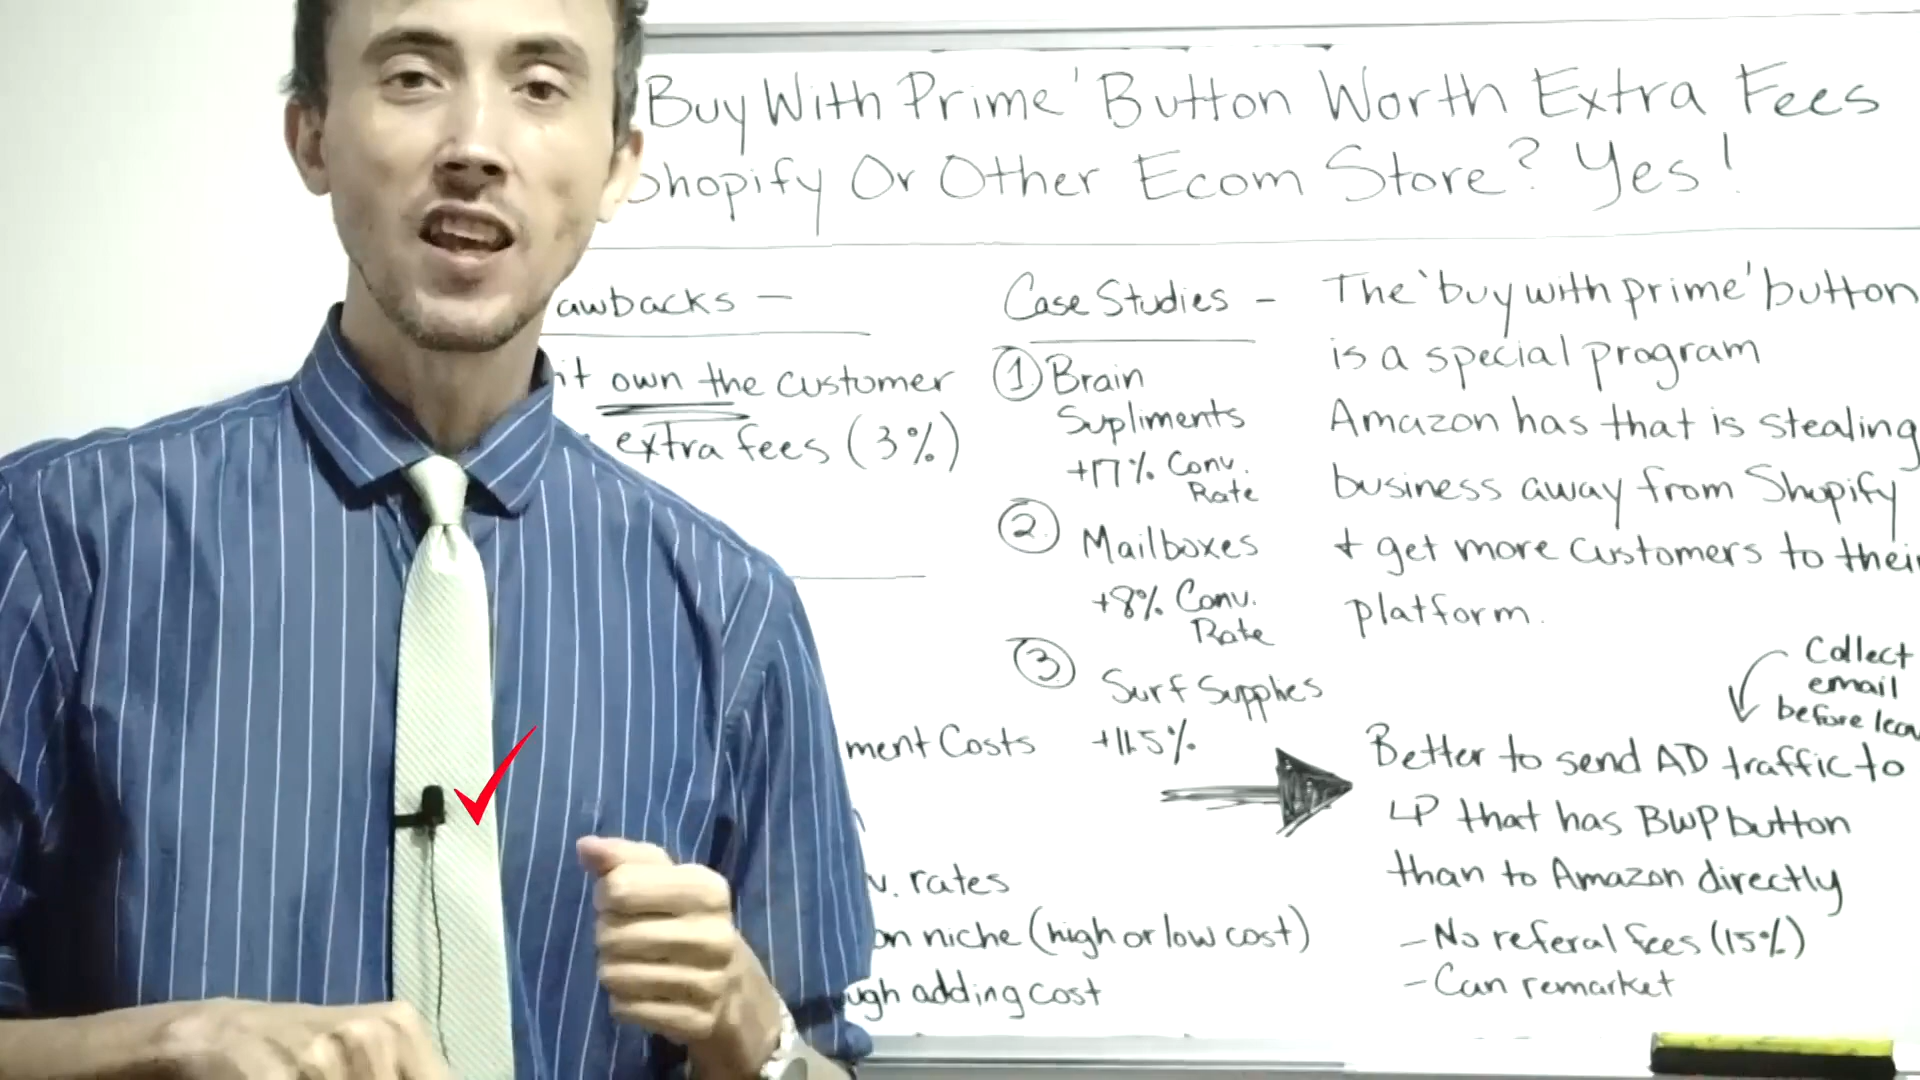 'Buy With Prime' Button Worth Extra Fees
Shopify Or Other Ecom Store? Yes!
awbacks -
own the customer
extra fees (3%)
ment Costs
v. rates
on niche (high or low cost)
ugh adding cost
Case Studies -
① Brain
Supliments
+17% Conv.
Rate
② Mailboxes
+8% Conv.
Rate
③ Surf Supplies
+11.5%
The 'buy with prime' button
is a special program
Amazon has that is stealing
business away from Shopify
+ get more customers to their
platform.
Collect
email
before leav
Better to send AD traffic to
LP that has BWP button
than to Amazon directly
- No referal fees (15%)
- Can remarket